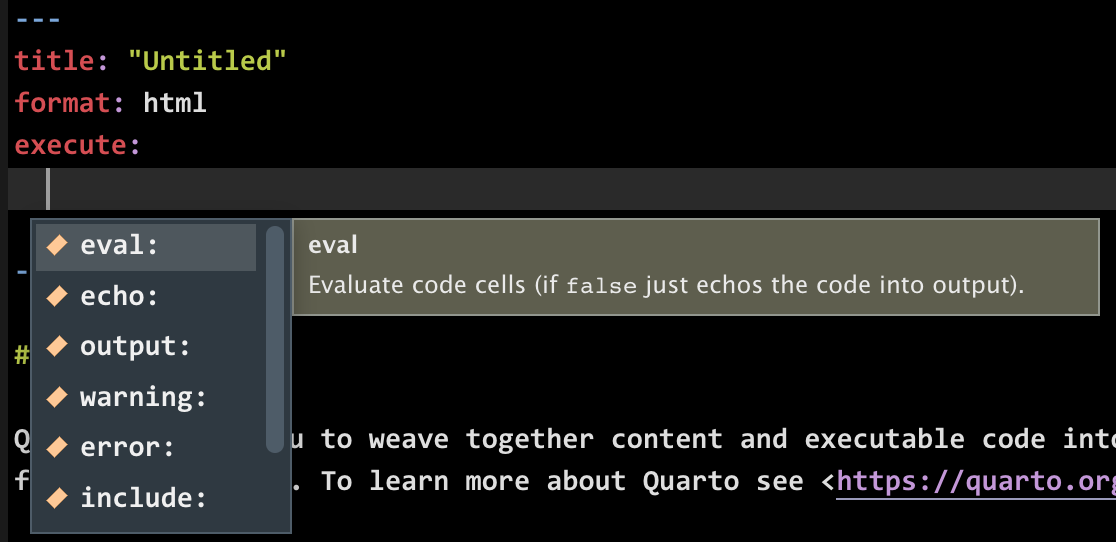 ---
title: "Untitled"
format: html
execute:
eval:
echo:
output:
warning:
error:
include:
eval
Evaluate code cells (if false just echos the code into output).
-
#
Q u to weave together content and executable code into
f . To learn more about Quarto see <https://quarto.org